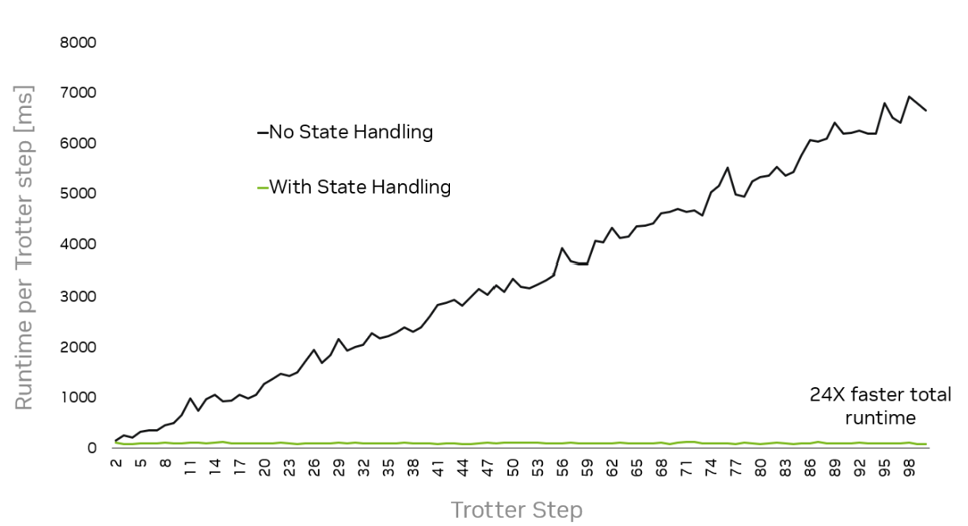 8000
7000
6000
5000
4000
3000
2000
1000
0
Runtime per Trotter step [ms]
No State Handling
With State Handling
24X faster total
runtime
2 5 8 11 14 17 20 23 26 29 32 35 38 41 44 47 50 53 56 59 62 65 68 71 74 77 80 83 86 89 92 95 98
Trotter Step